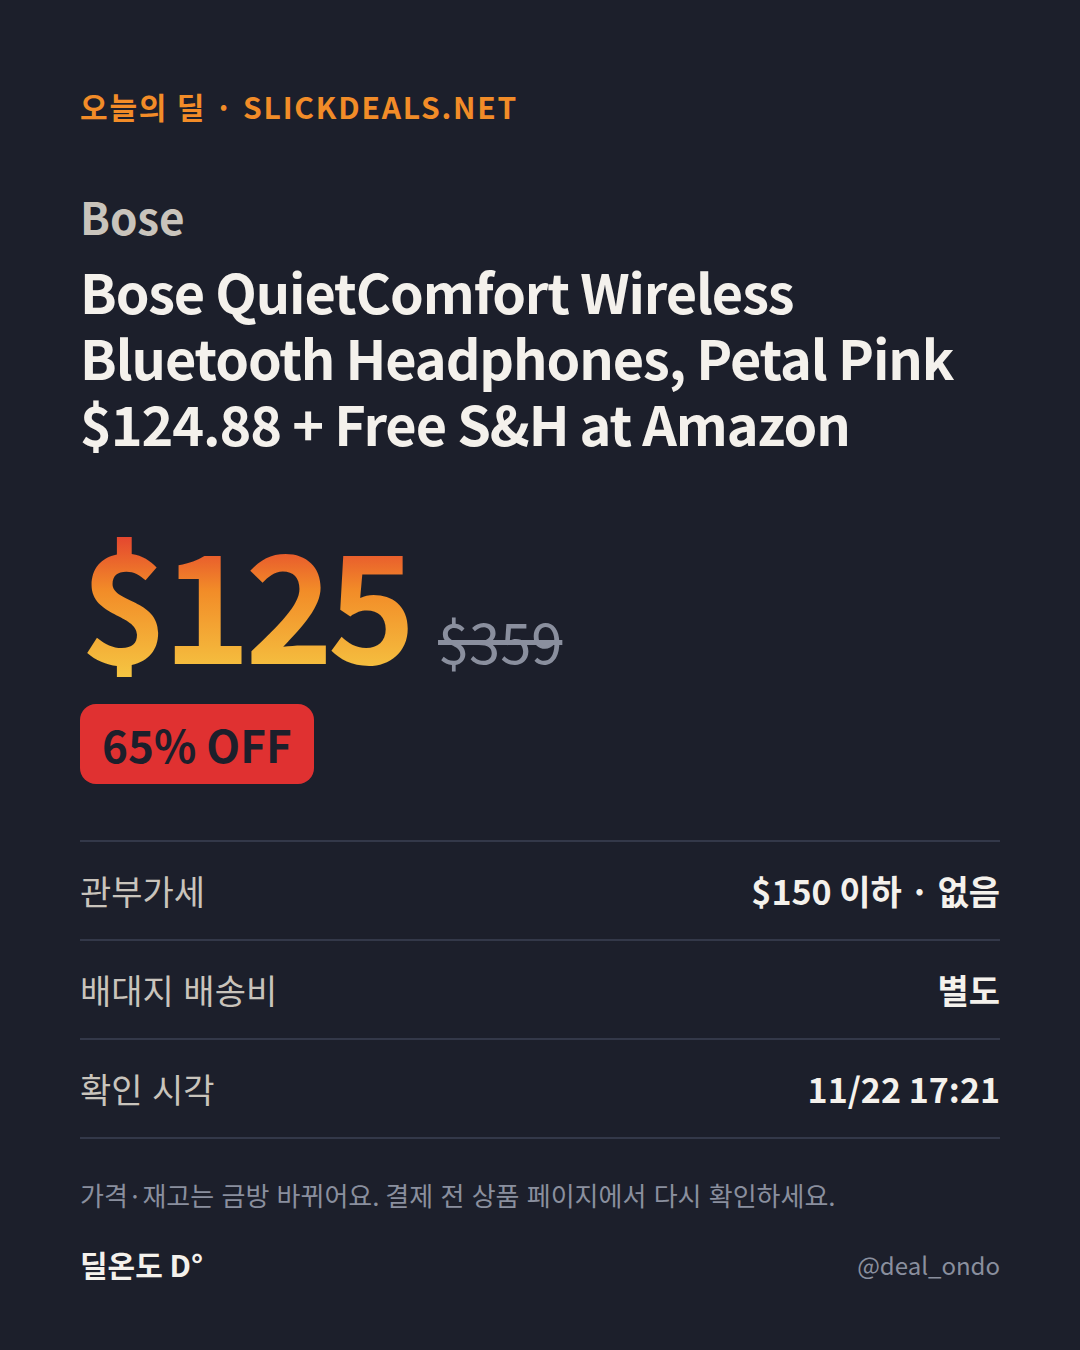 오늘의 딜 · SLICKDEALS.NET
Bose
Bose QuietComfort Wireless
Bluetooth Headphones, Petal Pink
$124.88 + Free S&H at Amazon
$125 $359
65% OFF
관부가세 $150 이하 · 없음
배대지 배송비 별도
확인 시각 11/22 17:21
가격·재고는 금방 바뀌어요. 결제 전 상품 페이지에서 다시 확인하세요.
딜온도 D° @deal_ondo